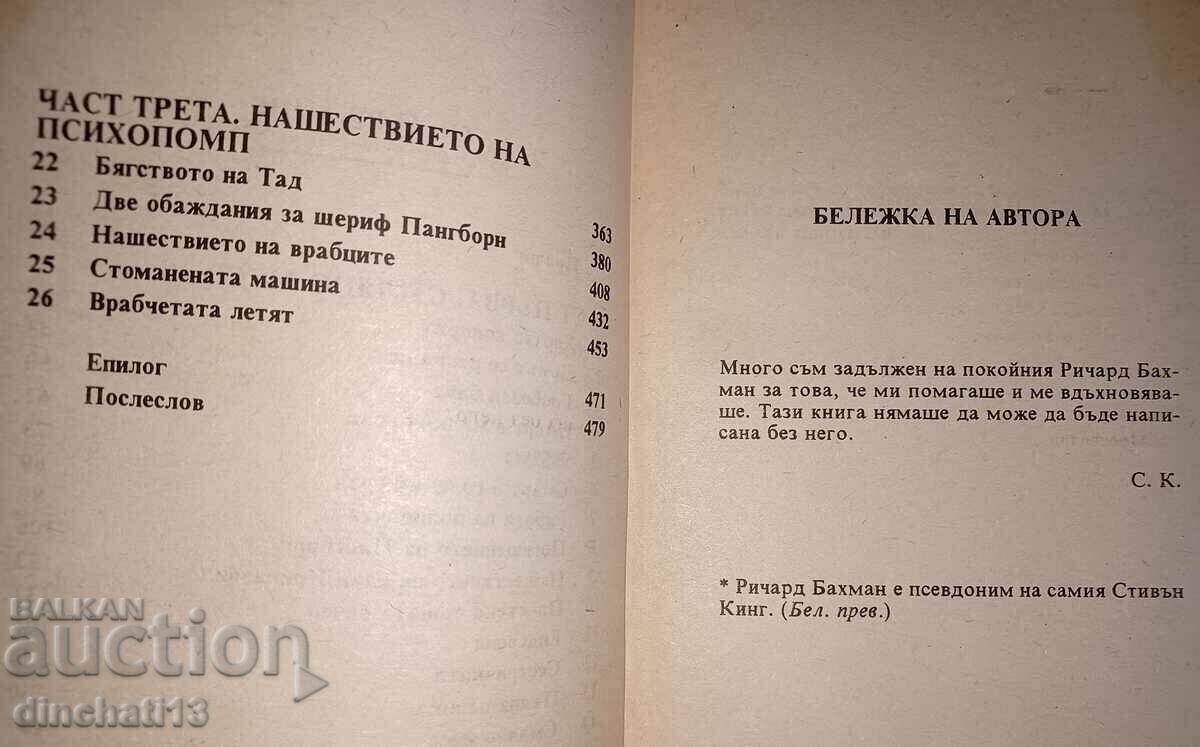 ЧАСТ ТРЕТА. НАШЕСТВИЕТО НА
ПСИХОПОМП
22 Бягството на Тад 363
23 Две обаждания за шериф Пангборн 380
24 Нашествието на врабците 408
25 Стоманената машина 432
26 Врабчетата летят 453
Епилог 471
Послеслов 479
БЕЛЕЖКА НА АВТОРА
Много съм задължен на покойния Ричард Бах-
ман за това, че ми помагаше и ме вдъхновява-
ше. Тази книга нямаше да може да бъде напи-
сана без него.
С. К.
* Ричард Бахман е псевдоним на самия Стивън
Кинг. (Бел. прев.)
BALKAN
auction
dinchati13